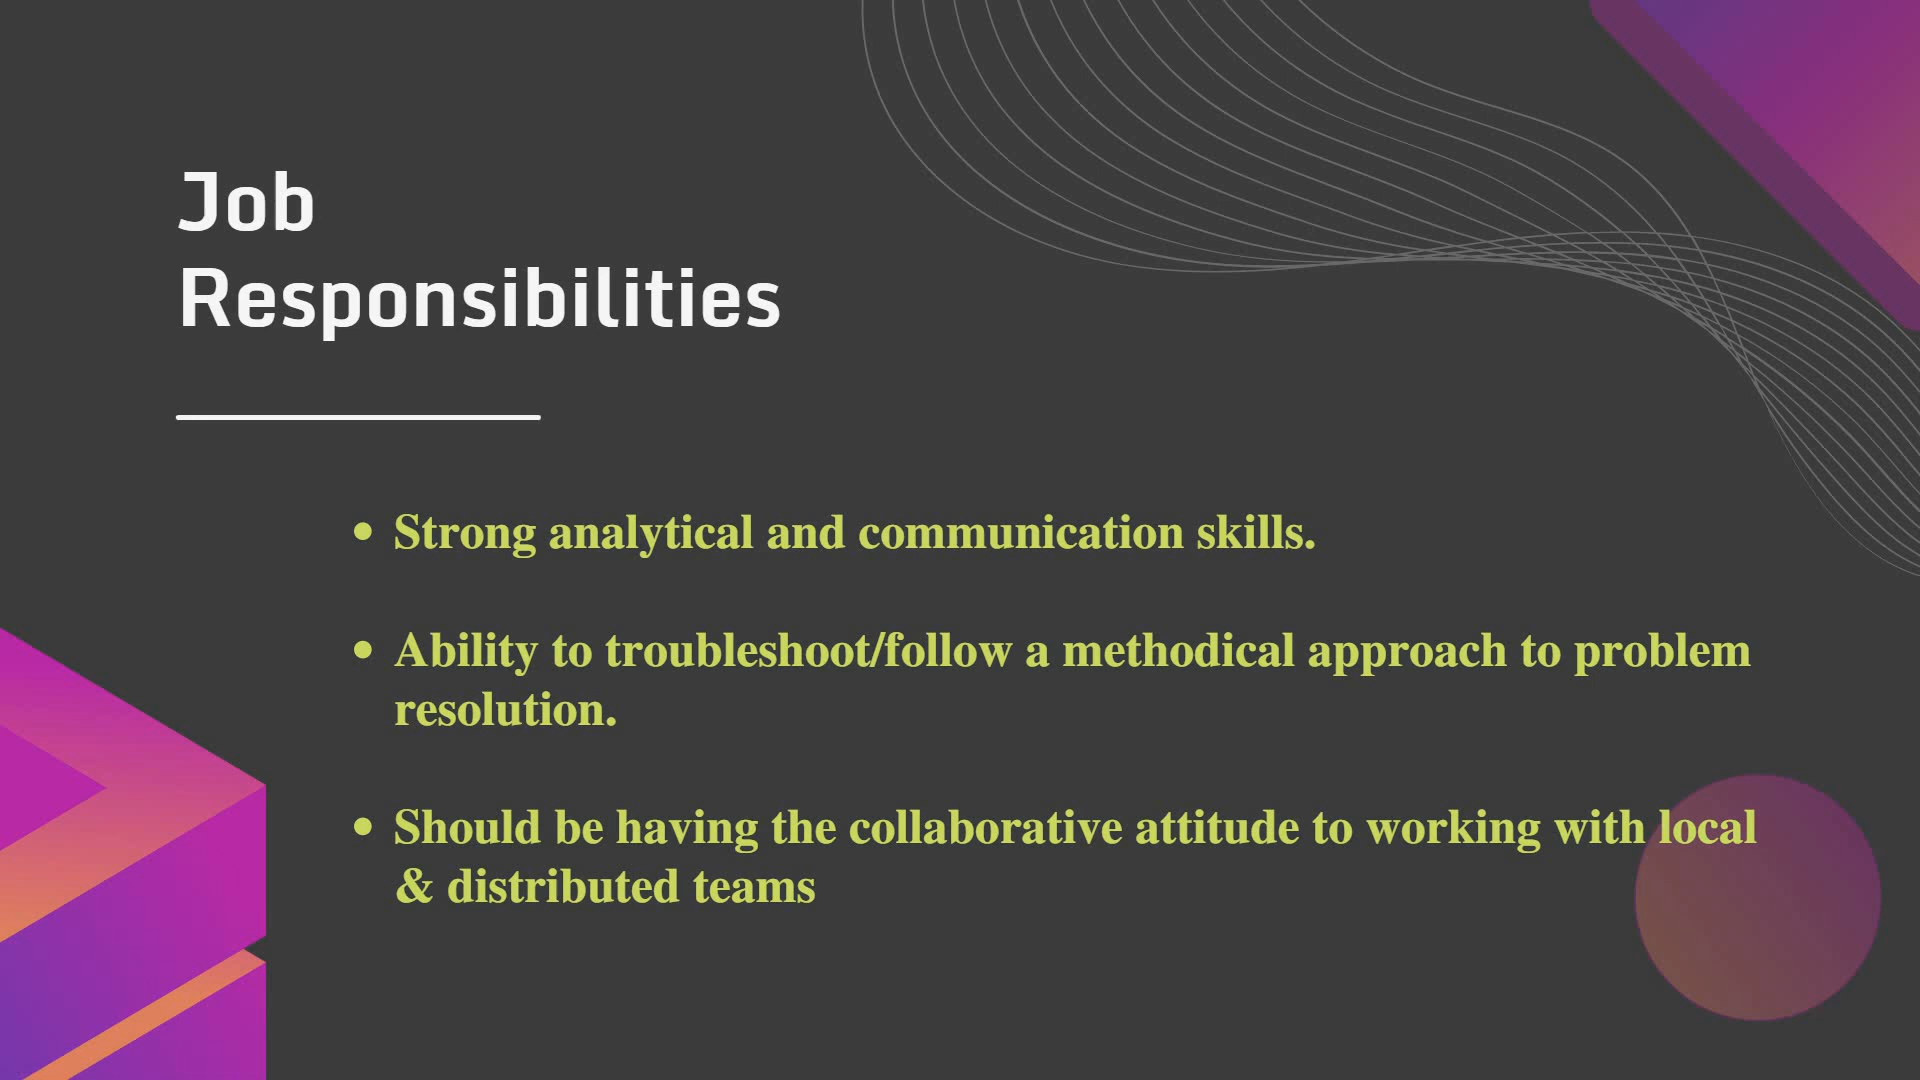 Job
Responsibilities
• Strong analytical and communication skills.
• Ability to troubleshoot/follow a methodical approach to problem
resolution.
• Should be having the collaborative attitude to working with local
& distributed teams